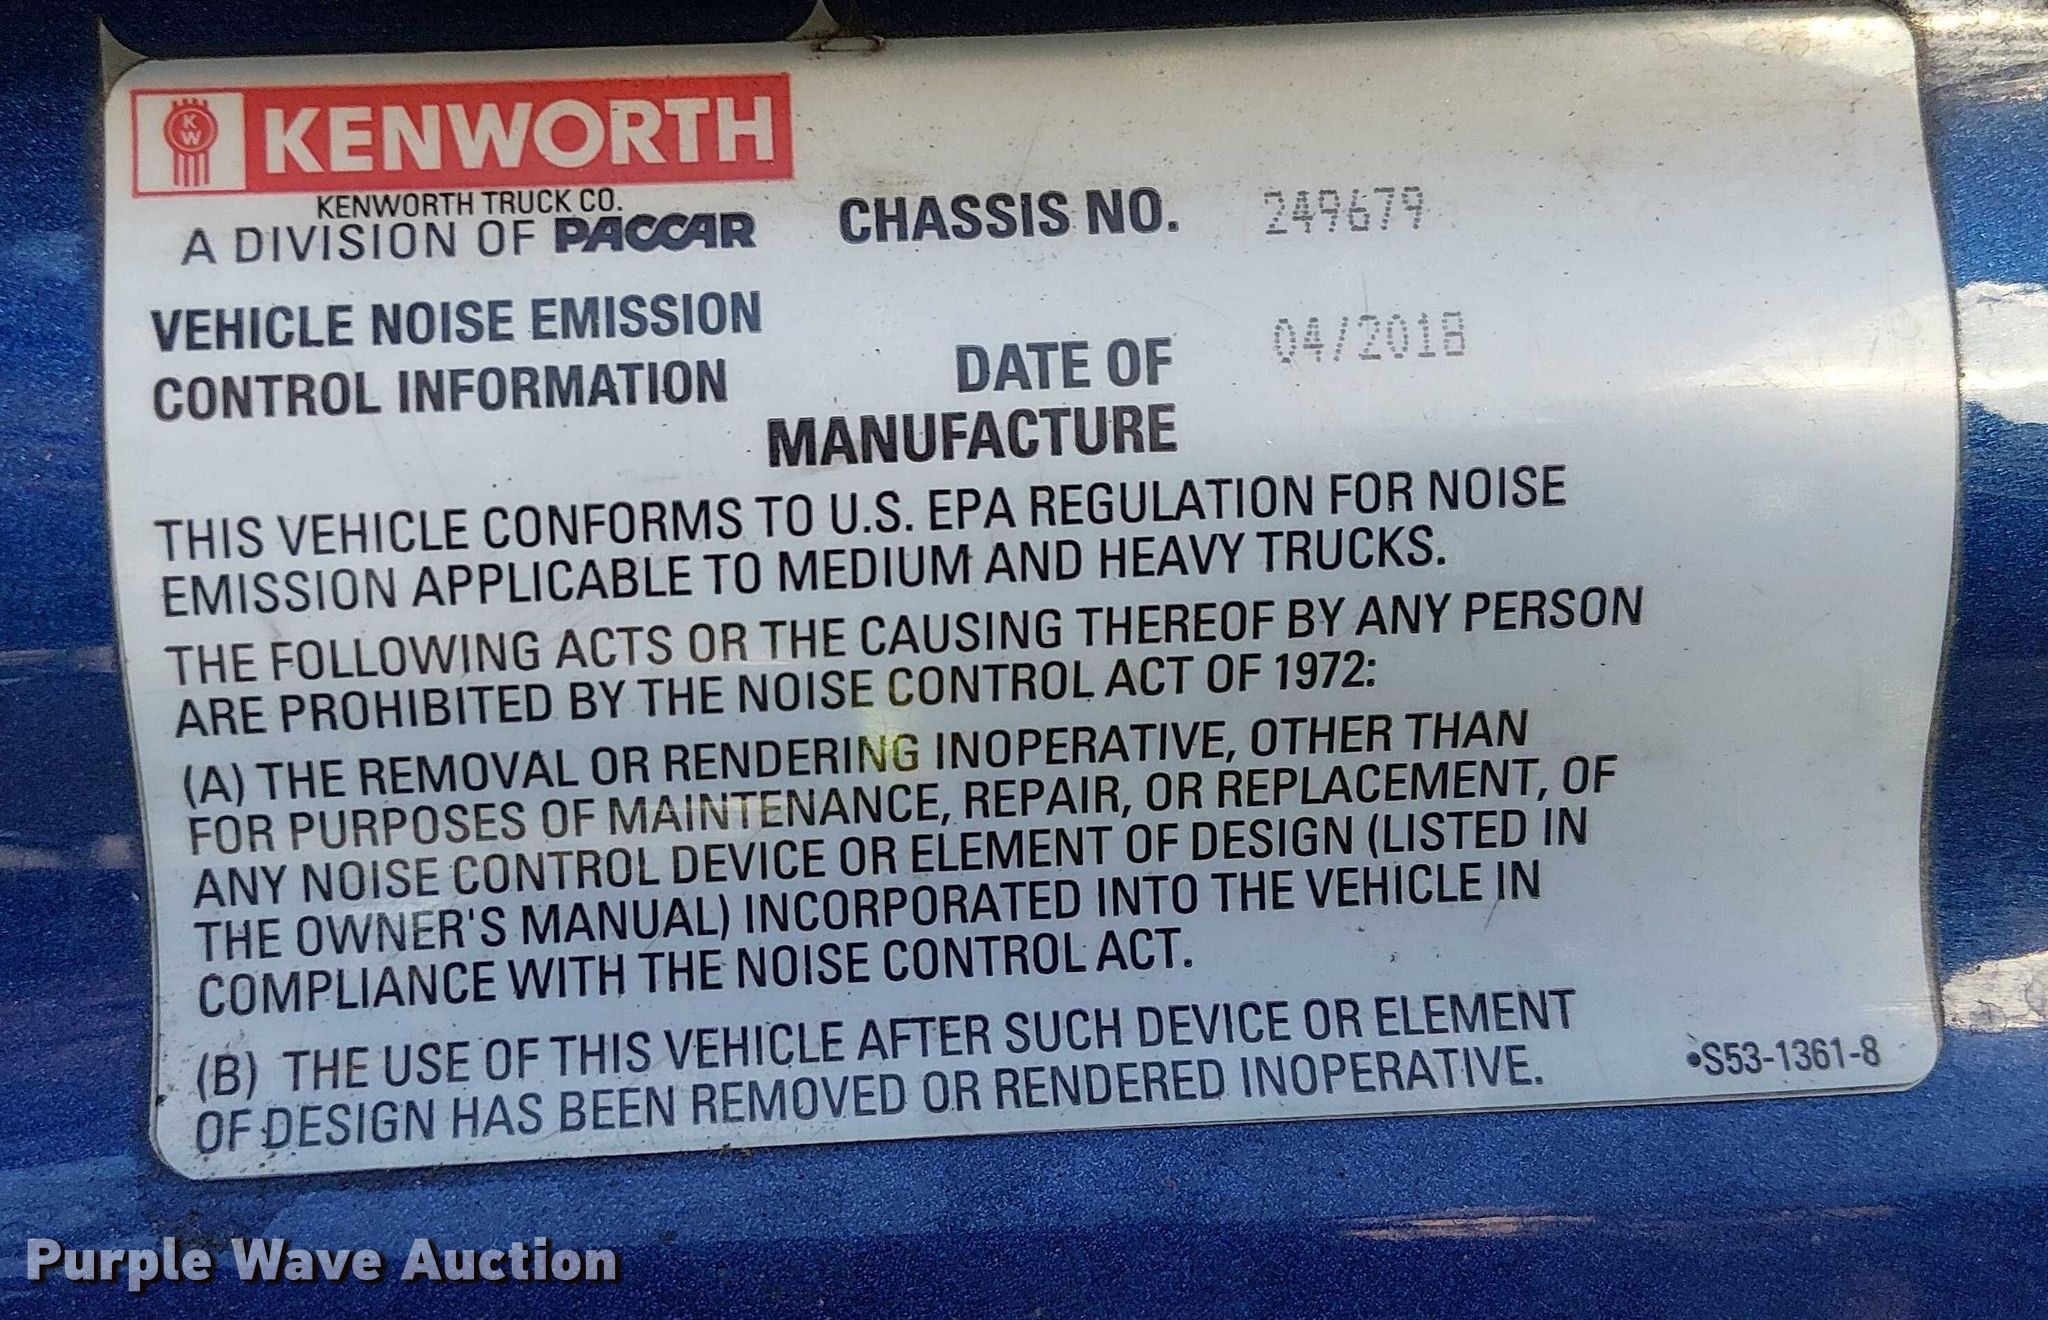 K
W
KENWORTH
KENWORTH TRUCK CO.
A DIVISION OF PACCAR
CHASSIS NO. 249679
VEHICLE NOISE EMISSION
CONTROL INFORMATION
DATE OF
MANUFACTURE
04/2018
THIS VEHICLE CONFORMS TO U.S. EPA REGULATION FOR NOISE
EMISSION APPLICABLE TO MEDIUM AND HEAVY TRUCKS.
THE FOLLOWING ACTS OR THE CAUSING THEREOF BY ANY PERSON
ARE PROHIBITED BY THE NOISE CONTROL ACT OF 1972:
(A) THE REMOVAL OR RENDERING INOPERATIVE, OTHER THAN
FOR PURPOSES OF MAINTENANCE, REPAIR, OR REPLACEMENT, OF
ANY NOISE CONTROL DEVICE OR ELEMENT OF DESIGN (LISTED IN
THE OWNER'S MANUAL) INCORPORATED INTO THE VEHICLE IN
COMPLIANCE WITH THE NOISE CONTROL ACT.
(B) THE USE OF THIS VEHICLE AFTER SUCH DEVICE OR ELEMENT
OF DESIGN HAS BEEN REMOVED OR RENDERED INOPERATIVE.
•S53-1361-8
Purple Wave Auction